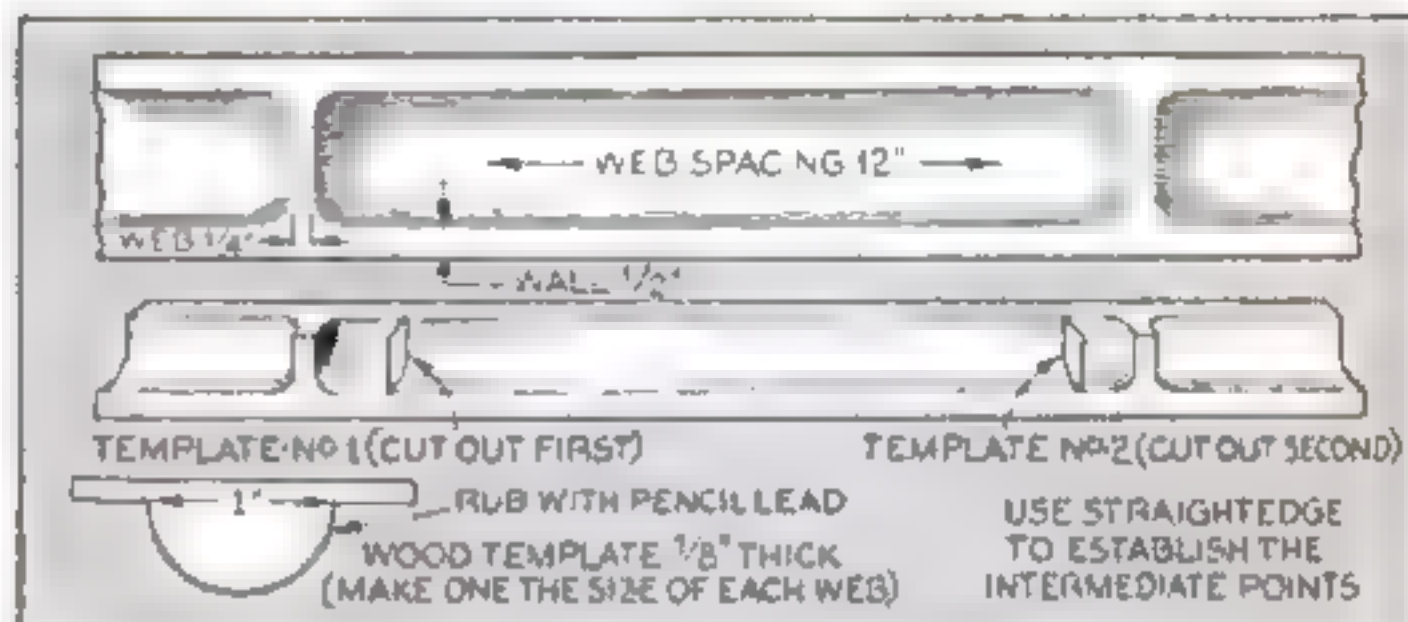 WEB SPAC NG 12"
WEB 1/4"
WALL 1/2"
TEMPLATE NO 1 (CUT OUT FIRST)
TEMPLATE NO 2 (CUT OUT SECOND)
1"
RUB WITH PENCIL LEAD
WOOD TEMPLATE 1/8" THICK
(MAKE ONE THE SIZE OF EACH WEB)
USE STRAIGHTEDGE
TO ESTABLISH THE
INTERMEDIATE POINTS